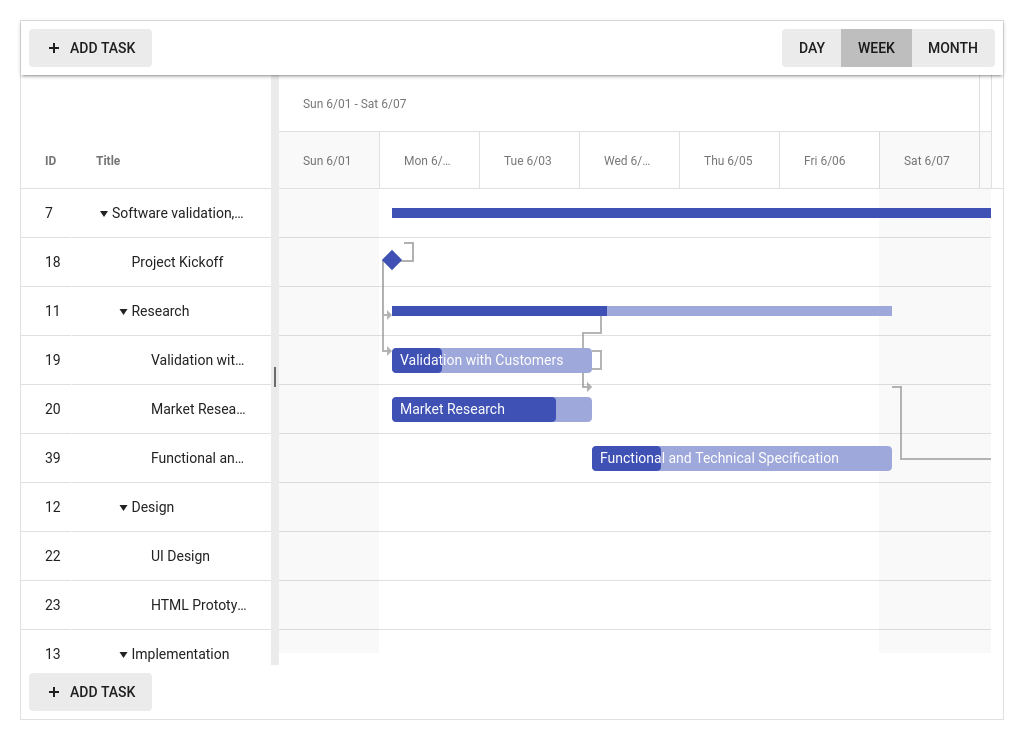 ADD TASK
DAY WEEK MONTH
Sun 6/01 - Sat 6/07
ID Title
Sun 6/01 Mon 6/... Tue 6/03 Wed 6/... Thu 6/05 Fri 6/06 Sat 6/07
7 Software validation,...
18 Project Kickoff
11 Research
19 Validation wit... Validation with Customers
20 Market Resea... Market Research
39 Functional an... Functional and Technical Specification
12 Design
22 UI Design
23 HTML Prototy...
13 Implementation
ADD TASK